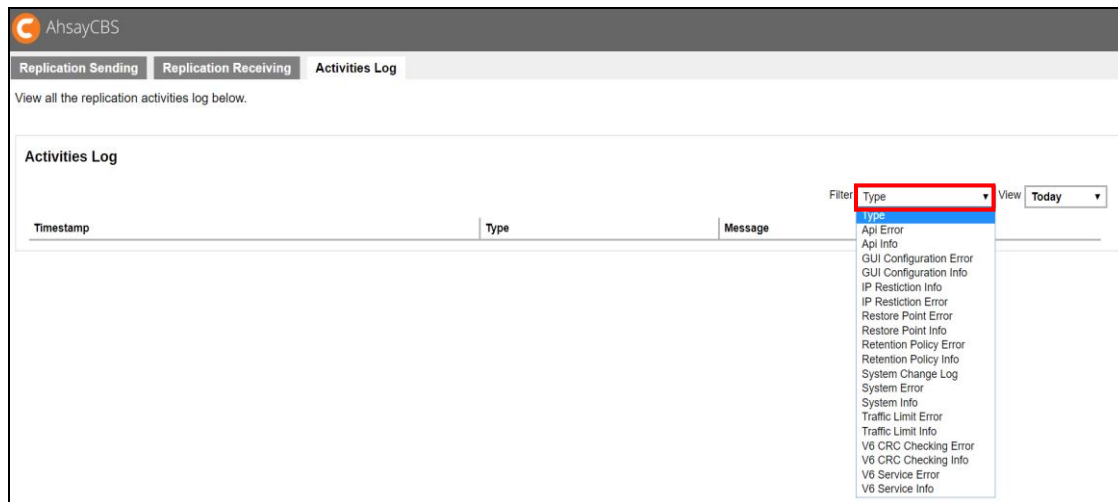 AhsayCBS
Replication Sending Replication Receiving Activities Log
View all the replication activities log below.
Activities Log
Filter Type View Today
Timestamp Type Message
Type
Api Error
Api Info
GUI Configuration Error
GUI Configuration Info
IP Restiction Info
IP Restiction Error
Restore Point Error
Restore Point Info
Retention Policy Error
Retention Policy Info
System Change Log
System Error
System Info
Traffic Limit Error
Traffic Limit Info
V6 CRC Checking Error
V6 CRC Checking Info
V6 Service Error
V6 Service Info